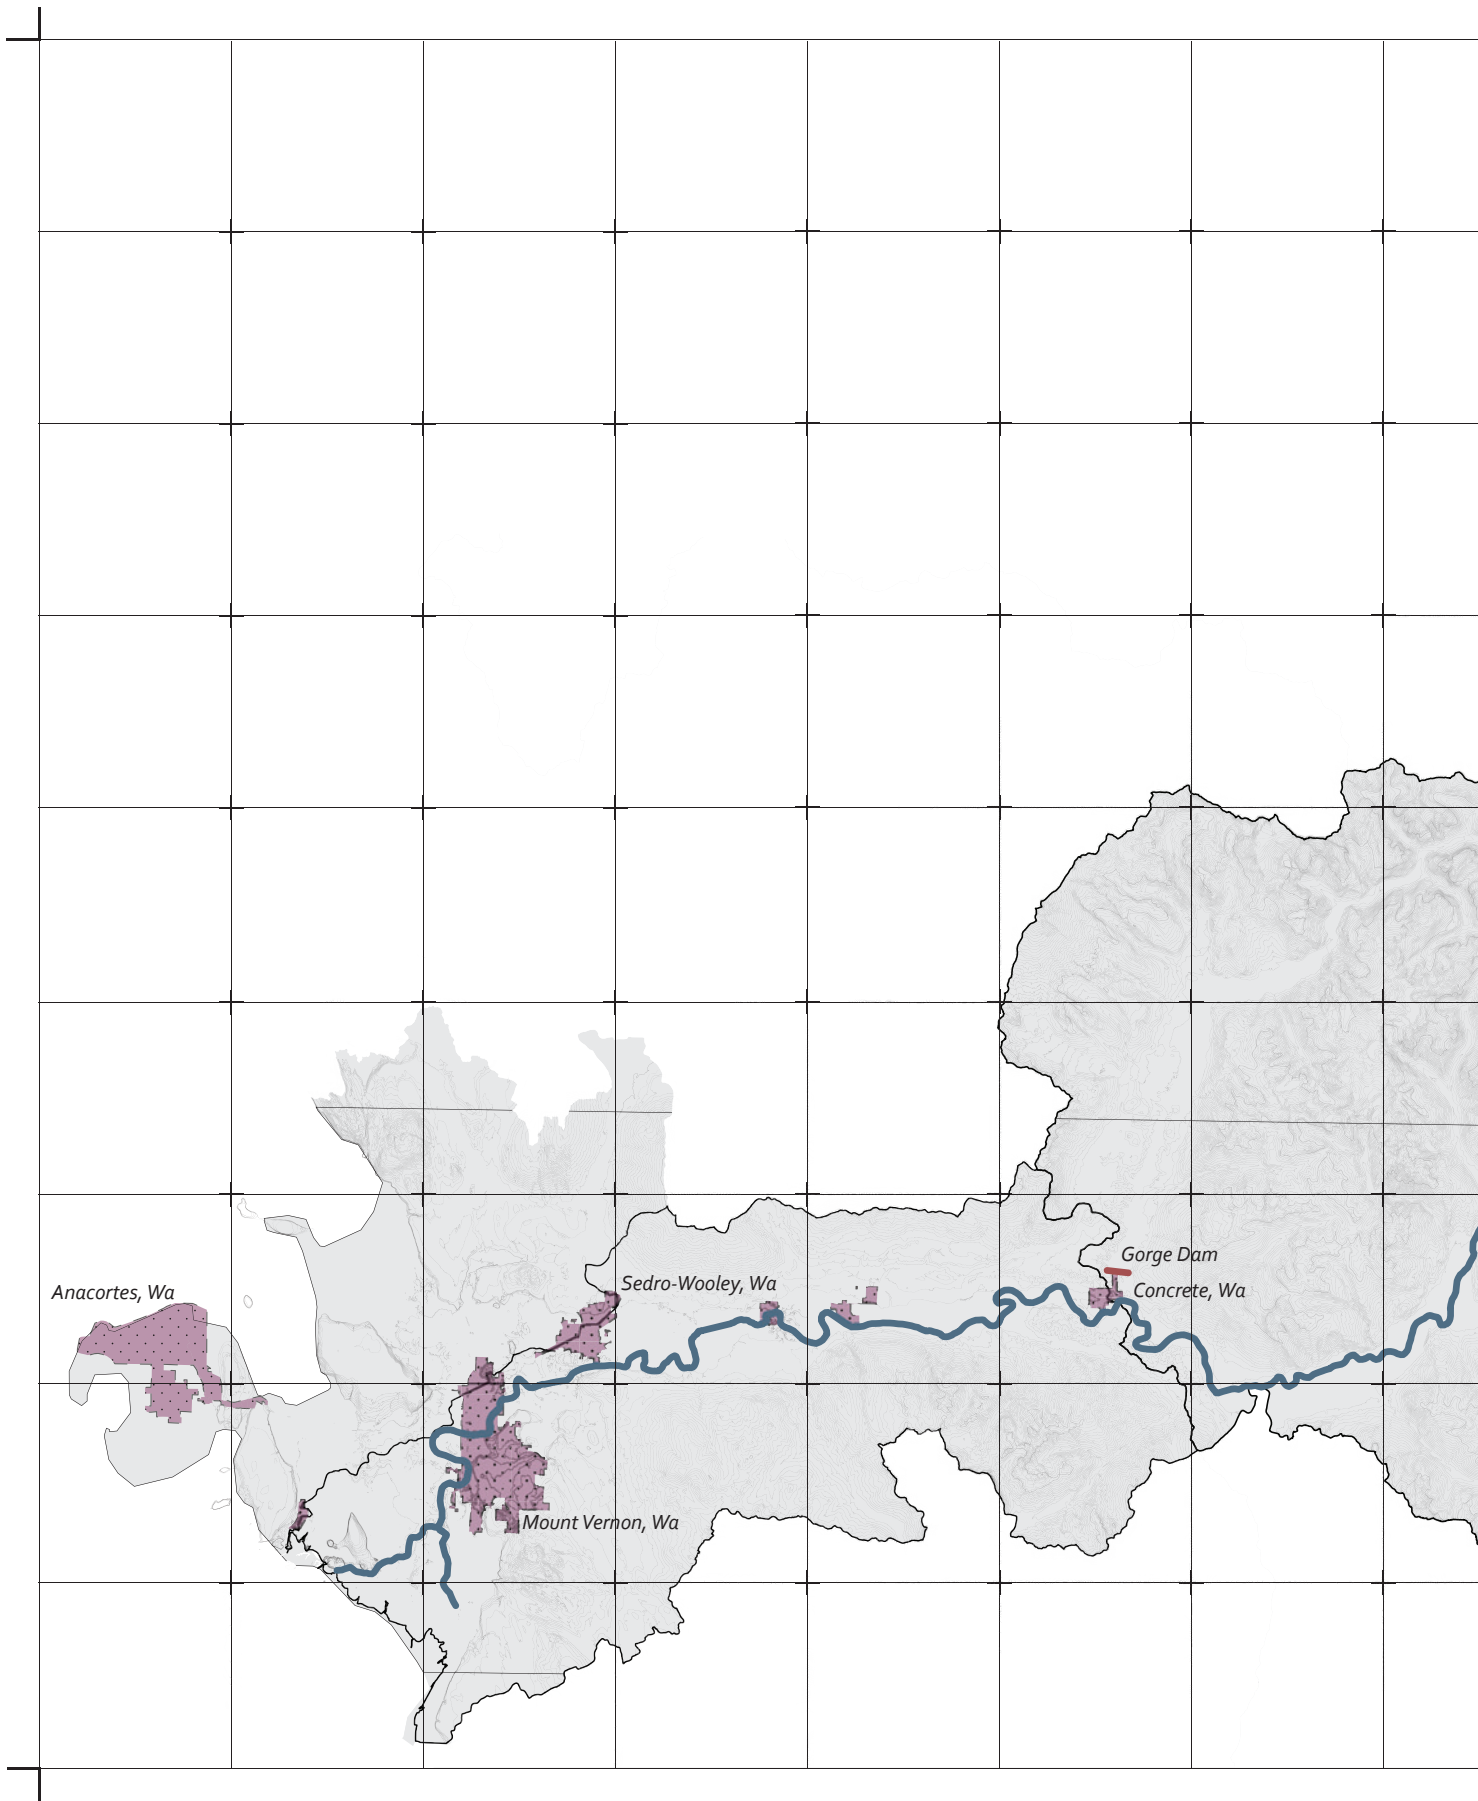 Gorge Dam
Sedro-Wooley, Wa
Concrete, Wa
Anacortes, Wa
Mount Vernon, Wa